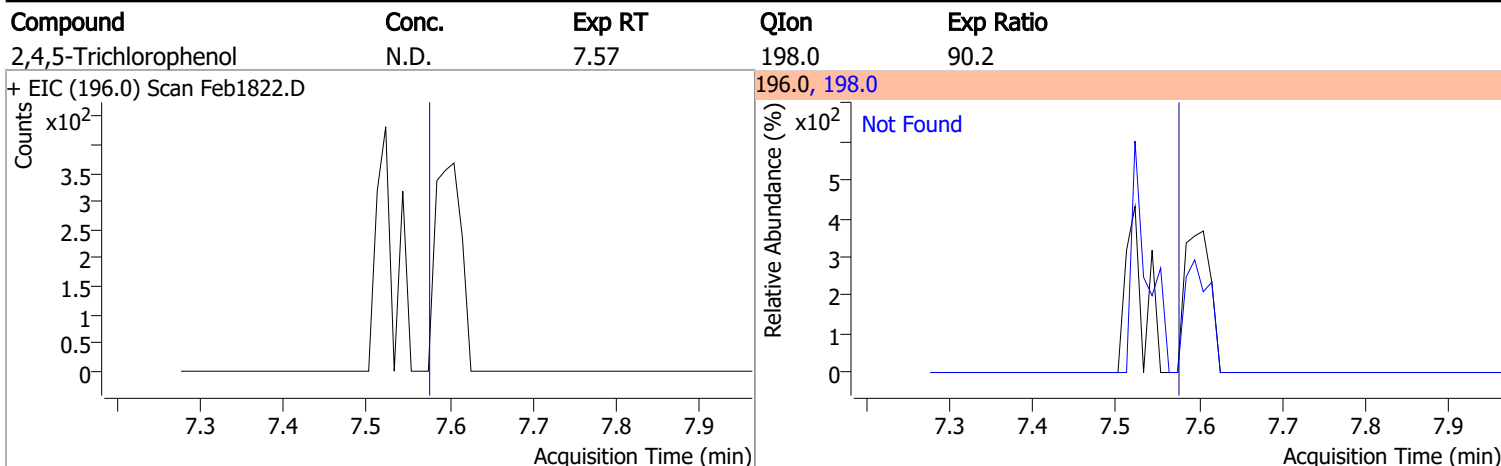 Compound Conc. Exp RT QIon Exp Ratio
2,4,5-Trichlorophenol N.D. 7.57 198.0 90.2
+ EIC (196.0) Scan Feb1822.D
Counts
x10²
3.5
3
2.5
2
1.5
1
0.5
0
7.3 7.4 7.5 7.6 7.7 7.8 7.9
Acquisition Time (min)
196.0, 198.0
Relative Abundance (%)
x10²
Not Found
5
4
3
2
1
0
7.3 7.4 7.5 7.6 7.7 7.8 7.9
Acquisition Time (min)